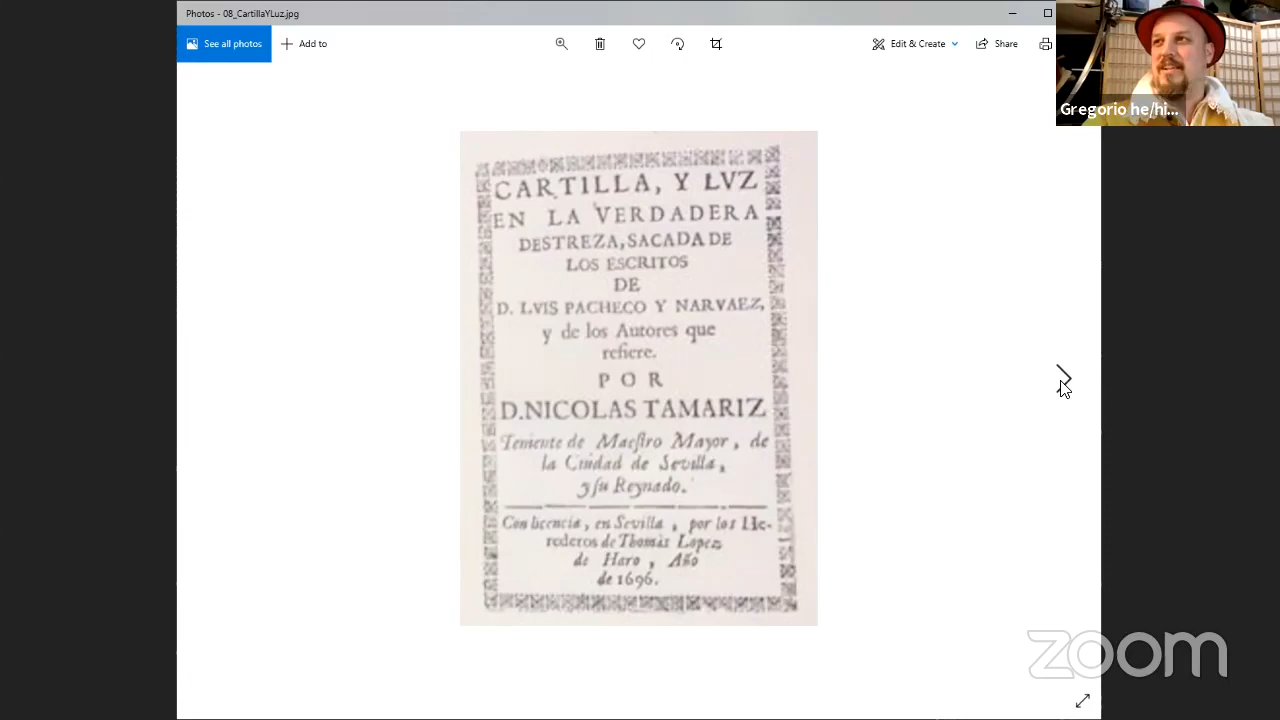 Photos - 08_CartillaYLuz.jpg
See all photos
Add to
Edit & Create
Share
Gregorio he/hi...
CARTILLA, Y LVZ
EN LA VERDADERA
DESTREZA, SACADA DE
LOS ESCRITOS
DE
D. LVIS PACHECO Y NARVAEZ,
y de los Autores que
refiere.
POR
D. NICOLAS TAMARIZ
Teniente de Maeſtro Mayor, de
la Ciudad de Sevilla,
y ſu Reynado.
Con licencia, en Sevilla, por los He-
rederos de Thomàs Lopez
de Haro, Año
de 1696.
zoom